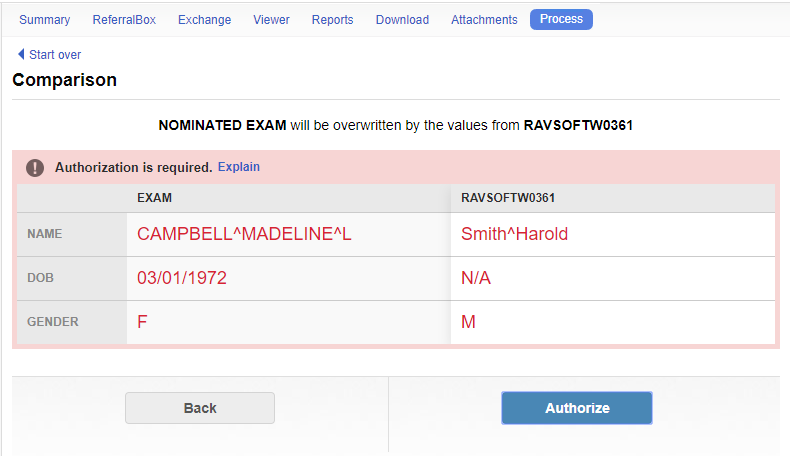 Summary ReferralBox Exchange Viewer Reports Download Attachments Process
Start over
Comparison
NOMINATED EXAM will be overwritten by the values from RAVSOFTW0361
! Authorization is required. Explain
EXAM RAVSOFTW0361
NAME CAMPBELL^MADELINE^L Smith^Harold
DOB 03/01/1972 N/A
GENDER F M
Back Authorize